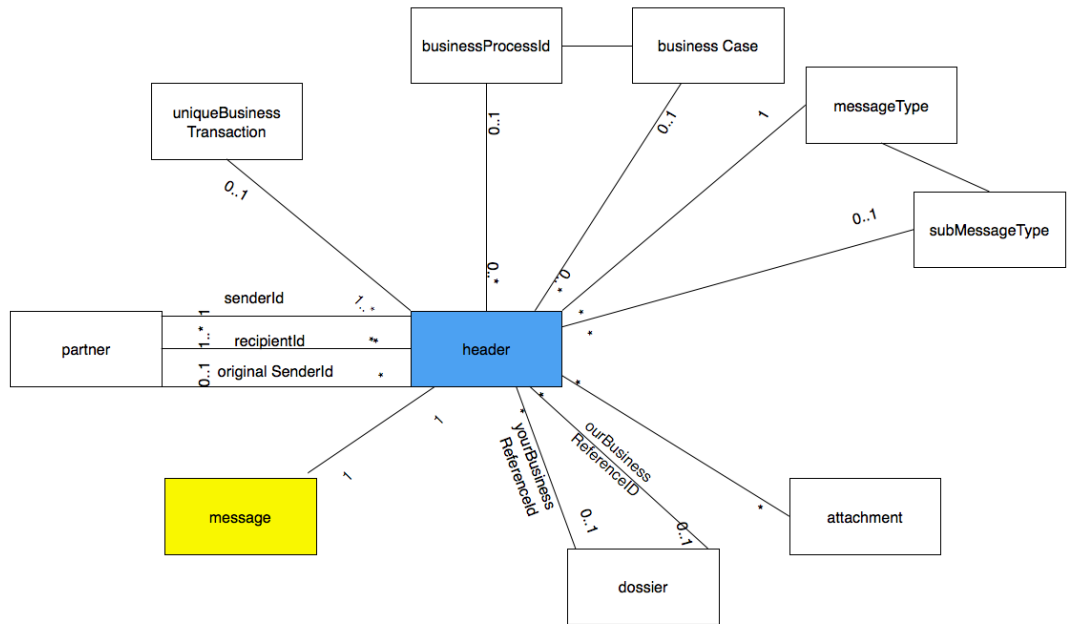 businessProcessId
business Case
uniqueBusiness
Transaction
messageType
0..1
0..1
1
0..1
0..1
subMessageType
*..0
*..0
senderId
1..*
1
*
*
partner
1..*
recipientId
**
header
0..1
original SenderId
*
*
*
*
1
yourBusiness
ReferenceId
ourBusiness
ReferenceID
1
message
0..1
0..1
*
attachment
dossier